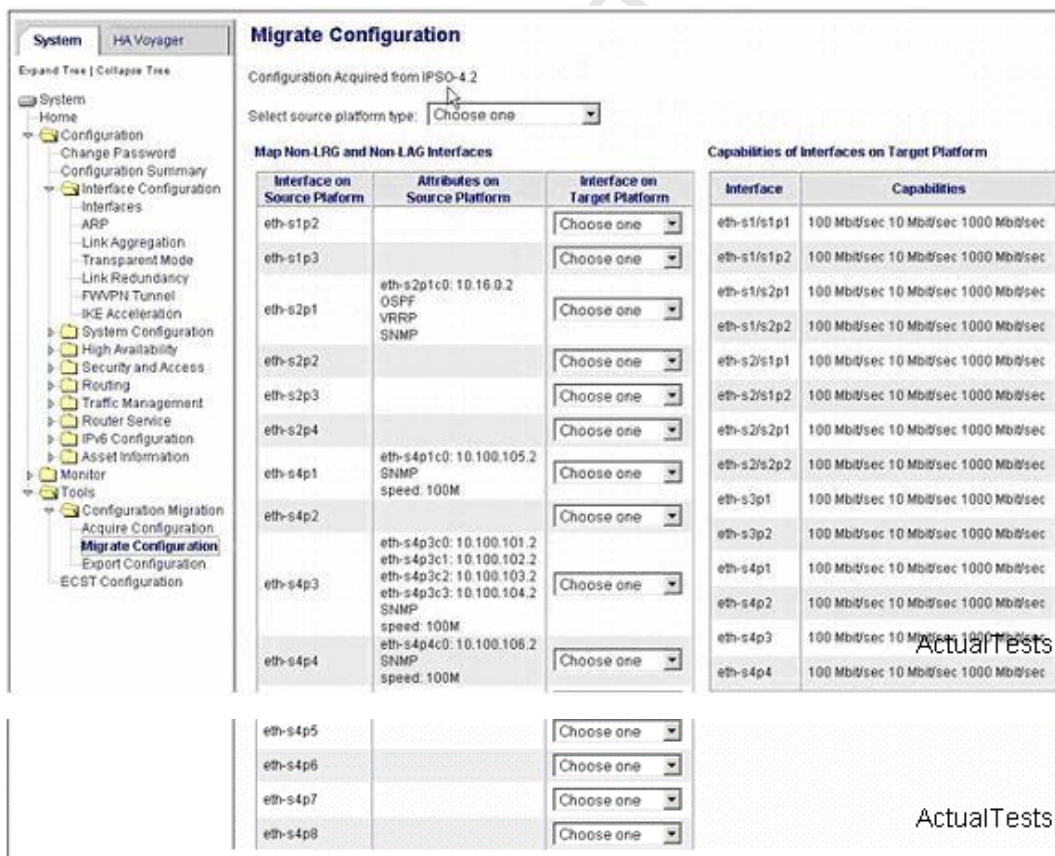 System
HA Voyager
Expand Tree | Collapse Tree
System
Home
Configuration
Change Password
Configuration Summary
Interface Configuration
Interfaces
ARP
Link Aggregation
Transparent Mode
Link Redundancy
FWVPN Tunnel
IKE Acceleration
System Configuration
High Availability
Security and Access
Routing
Traffic Management
Router Service
IPv6 Configuration
Asset Information
Monitor
Tools
Configuration Migration
Acquire Configuration
Migrate Configuration
Export Configuration
ECST Configuration
Migrate Configuration
Configuration Acquired from IPSO-4.2
Select source platform type: Choose one
Map Non-LRG and Non-LAG Interfaces
Interface on Source Plaform
Attributes on Source Platform
Interface on Target Platform
eth-s1p2 Choose one
eth-s1p3 Choose one
eth-s2p1
eth-s2p1c0: 10.16.0.2
OSPF
VRRP
SNMP
Choose one
eth-s2p2 Choose one
eth-s2p3 Choose one
eth-s2p4 Choose one
eth-s4p1
eth-s4p1c0: 10.100.105.2
SNMP
speed: 100M
Choose one
eth-s4p2 Choose one
eth-s4p3
eth-s4p3c0: 10.100.101.2
eth-s4p3c1: 10.100.102.2
eth-s4p3c2: 10.100.103.2
eth-s4p3c3: 10.100.104.2
SNMP
speed: 100M
Choose one
eth-s4p4
eth-s4p4c0: 10.100.106.2
SNMP
speed: 100M
Choose one
eth-s4p5 Choose one
eth-s4p6 Choose one
eth-s4p7 Choose one
eth-s4p8 Choose one
Capabilities of Interfaces on Target Platform
Interface Capabilities
eth-s1/s1p1 100 Mbit/sec 10 Mbit/sec 1000 Mbit/sec
eth-s1/s1p2 100 Mbit/sec 10 Mbit/sec 1000 Mbit/sec
eth-s1/s2p1 100 Mbit/sec 10 Mbit/sec 1000 Mbit/sec
eth-s1/s2p2 100 Mbit/sec 10 Mbit/sec 1000 Mbit/sec
eth-s2/s1p1 100 Mbit/sec 10 Mbit/sec 1000 Mbit/sec
eth-s2/s1p2 100 Mbit/sec 10 Mbit/sec 1000 Mbit/sec
eth-s2/s2p1 100 Mbit/sec 10 Mbit/sec 1000 Mbit/sec
eth-s2/s2p2 100 Mbit/sec 10 Mbit/sec 1000 Mbit/sec
eth-s3p1 100 Mbit/sec 10 Mbit/sec 1000 Mbit/sec
eth-s3p2 100 Mbit/sec 10 Mbit/sec 1000 Mbit/sec
eth-s4p1 100 Mbit/sec 10 Mbit/sec 1000 Mbit/sec
eth-s4p2 100 Mbit/sec 10 Mbit/sec 1000 Mbit/sec
eth-s4p3 100 Mbit/sec 10 Mbit/sec 1000 Mbit/sec
eth-s4p4 100 Mbit/sec 10 Mbit/sec 1000 Mbit/sec
ActualTests
ActualTests